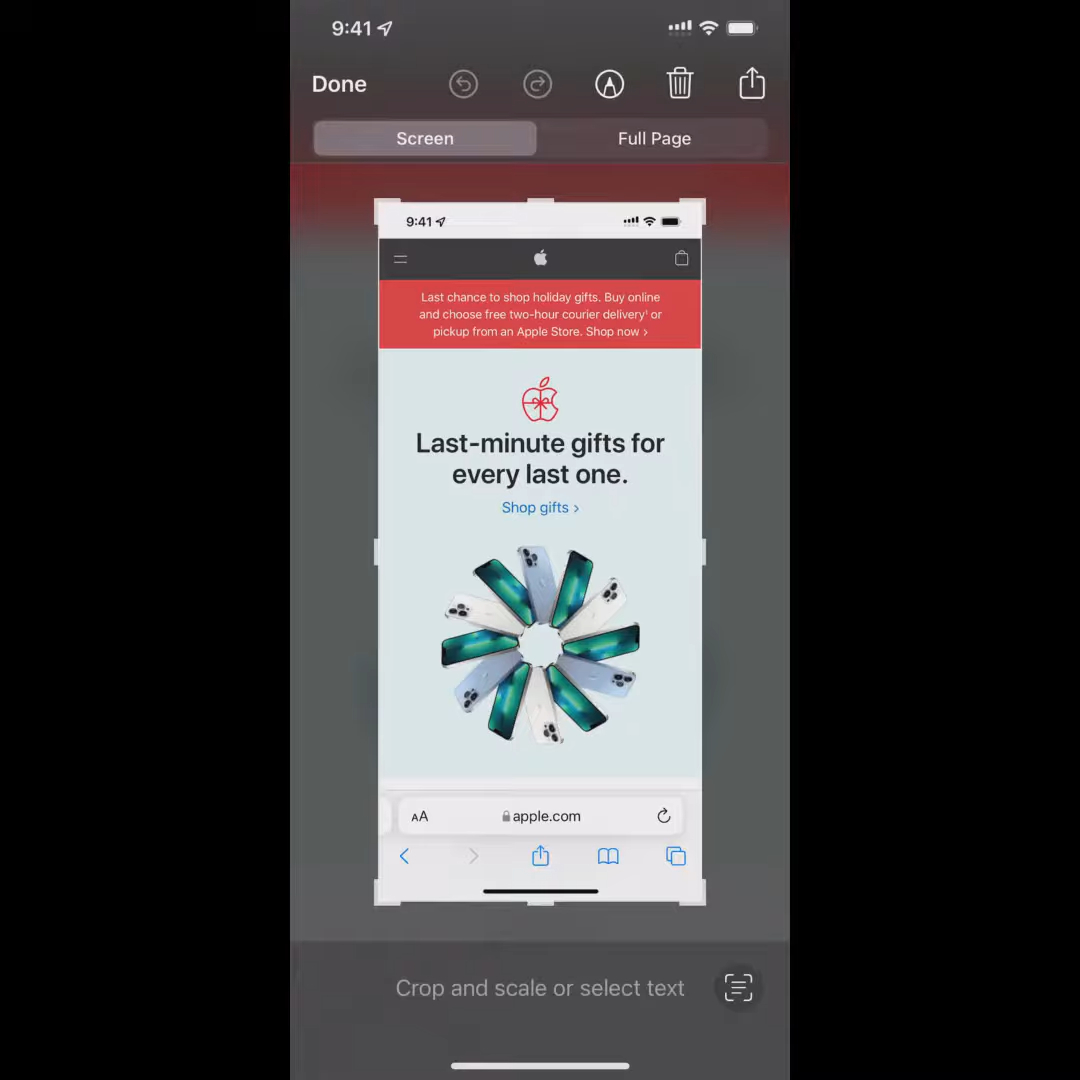 9:41
Done
Screen
Full Page
9:41
Last chance to shop holiday gifts. Buy online
and choose free two-hour courier delivery¹ or
pickup from an Apple Store. Shop now >
Last-minute gifts for
every last one.
Shop gifts >
AA
apple.com
Crop and scale or select text